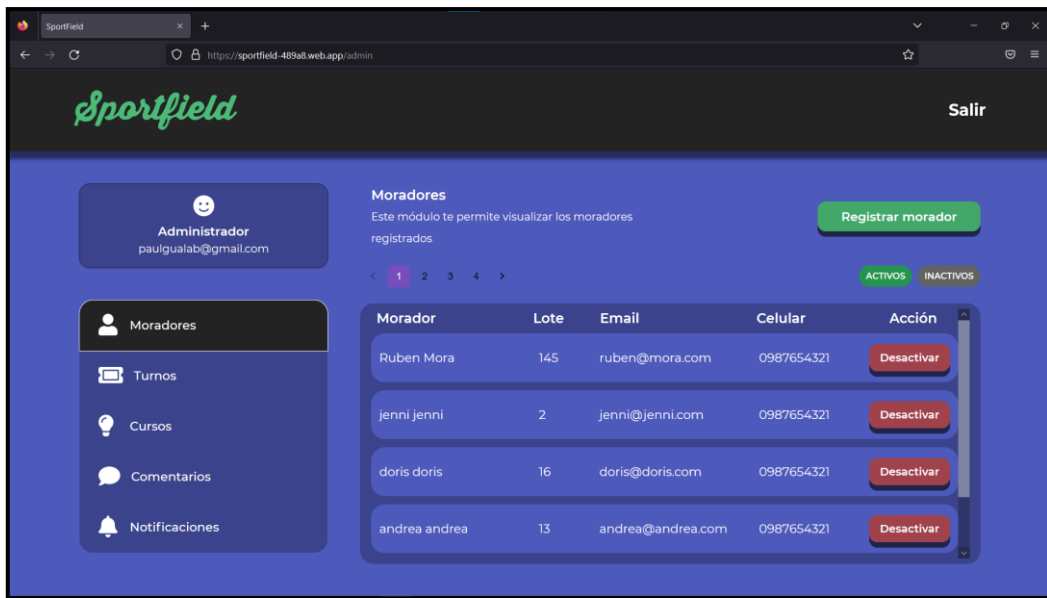 SportField
https://sportfield-489a8.web.app/admin
Sportfield
Salir
Administrador
paulgualab@gmail.com
Moradores
Turnos
Cursos
Comentarios
Notificaciones
Moradores
Este módulo te permite visualizar los moradores
registrados
Registrar morador
1 2 3 4
ACTIVOS INACTIVOS
Morador Lote Email Celular Acción
Ruben Mora 145 ruben@mora.com 0987654321 Desactivar
jenni jenni 2 jenni@jenni.com 0987654321 Desactivar
doris doris 16 doris@doris.com 0987654321 Desactivar
andrea andrea 13 andrea@andrea.com 0987654321 Desactivar